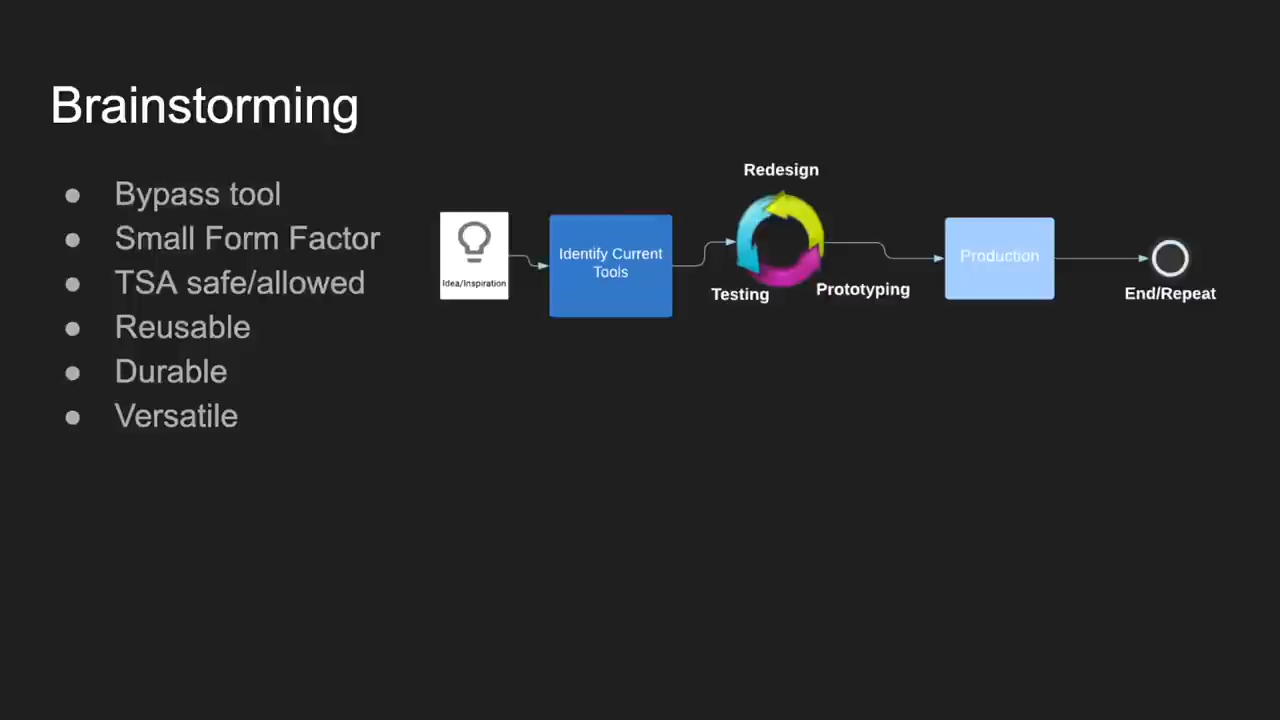 Brainstorming
● Bypass tool
● Small Form Factor
● TSA safe/allowed
● Reusable
● Durable
● Versatile
Idea/Inspiration
Identify Current
Tools
Redesign
Testing
Prototyping
Production
End/Repeat